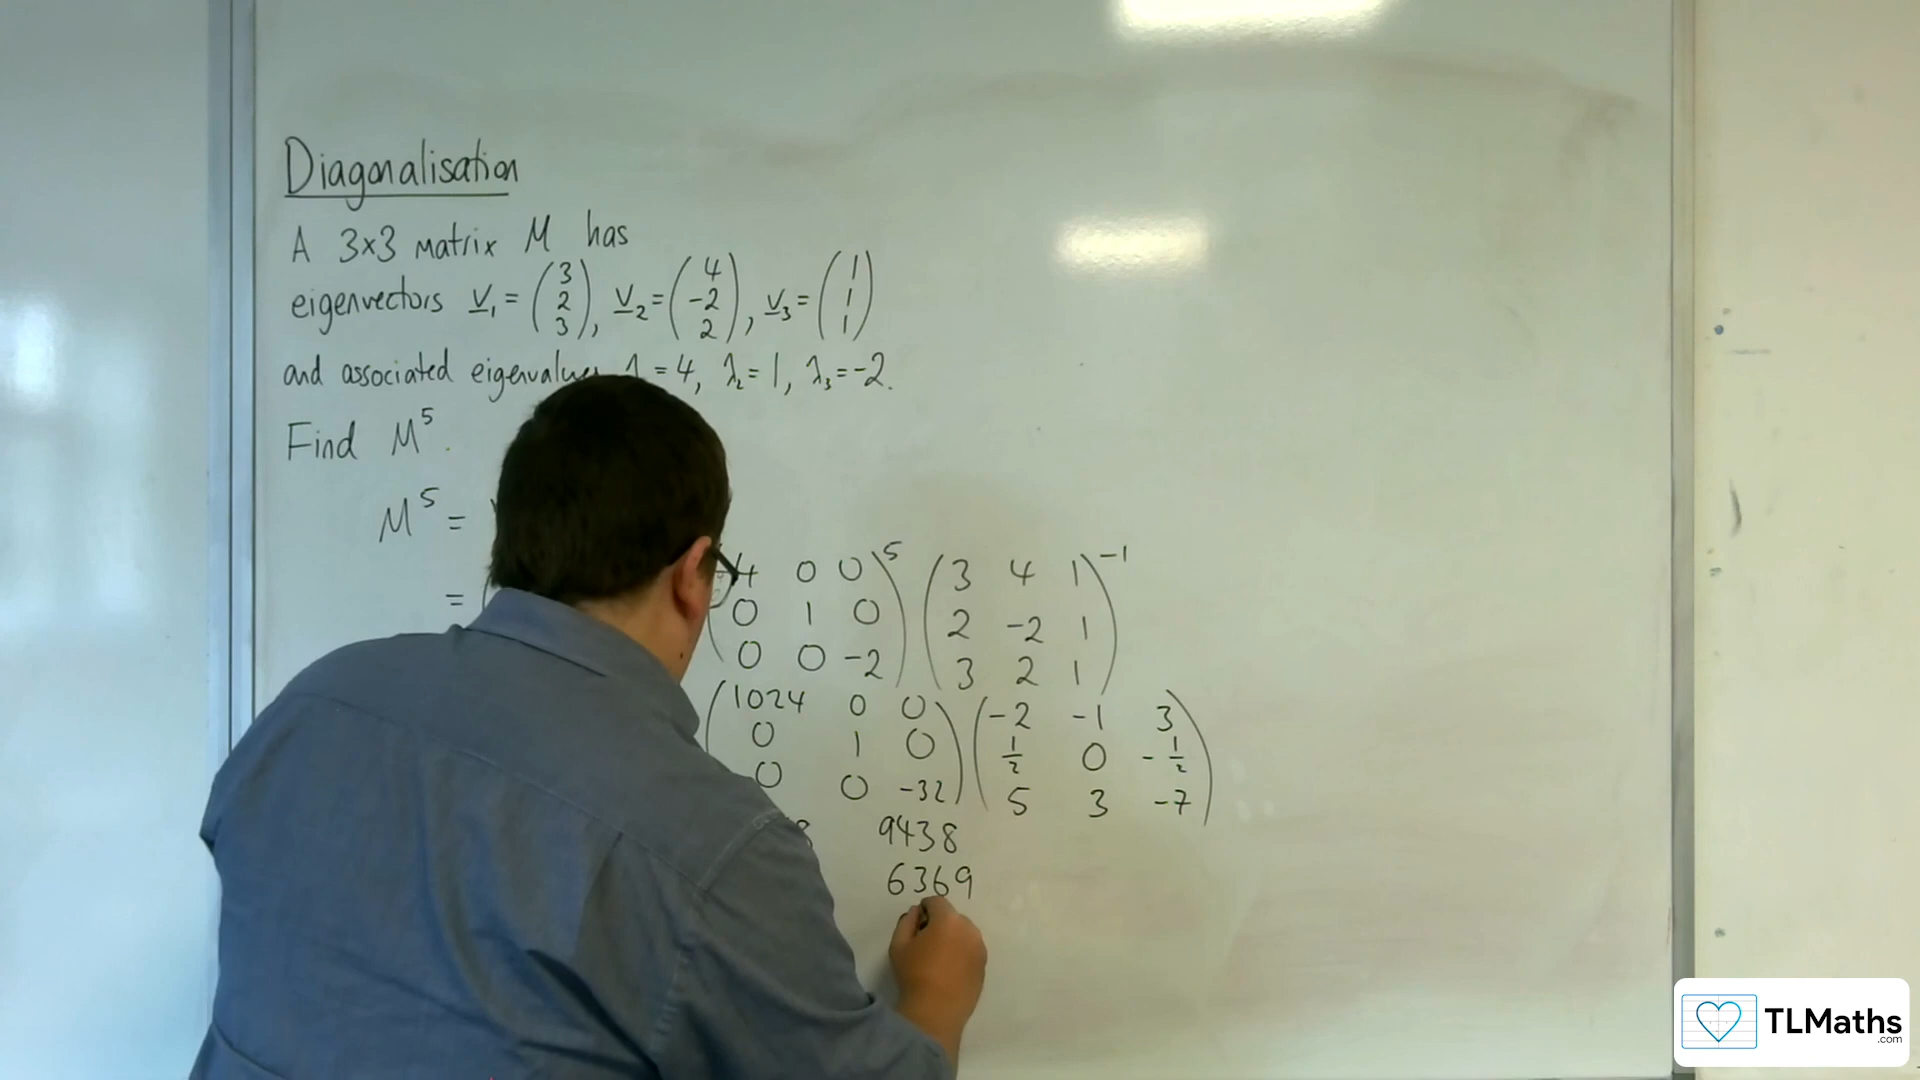 Diagonalisation
A 3×3 matrix M has
eigenvectors v₁ = (3 2 3), v₂ = (4 -2 2), v₃ = (1 1 1)
and associated eigenvalues = 4, λ₂ = 1, λ₃ = -2.
Find M⁵.
M⁵ =
= 4 0 0)⁵ (3 4 1)⁻¹
0 1 0 2 -2 1
0 0 -2 3 2 1
(1024 0 0) (-2 -1 3)
0 1 0 1/2 0 -1/2
0 0 -32 5 3 -7
8 9438
6369
TLMaths
.com